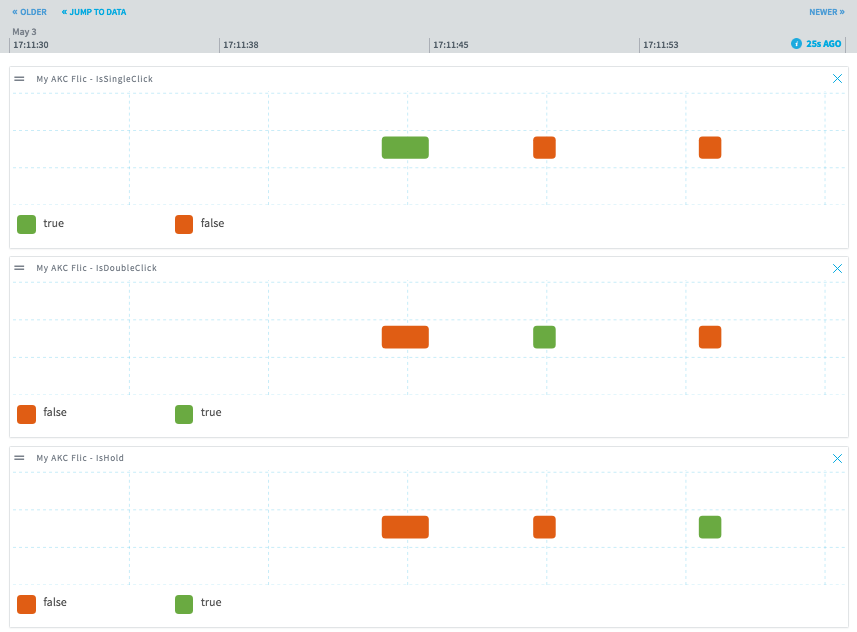 « OLDER « JUMP TO DATA NEWER »
May 3
17:11:30 17:11:38 17:11:45 17:11:53 i 25s AGO
My AKC Flic - IsSingleClick
true false
My AKC Flic - IsDoubleClick
false true
My AKC Flic - IsHold
false true